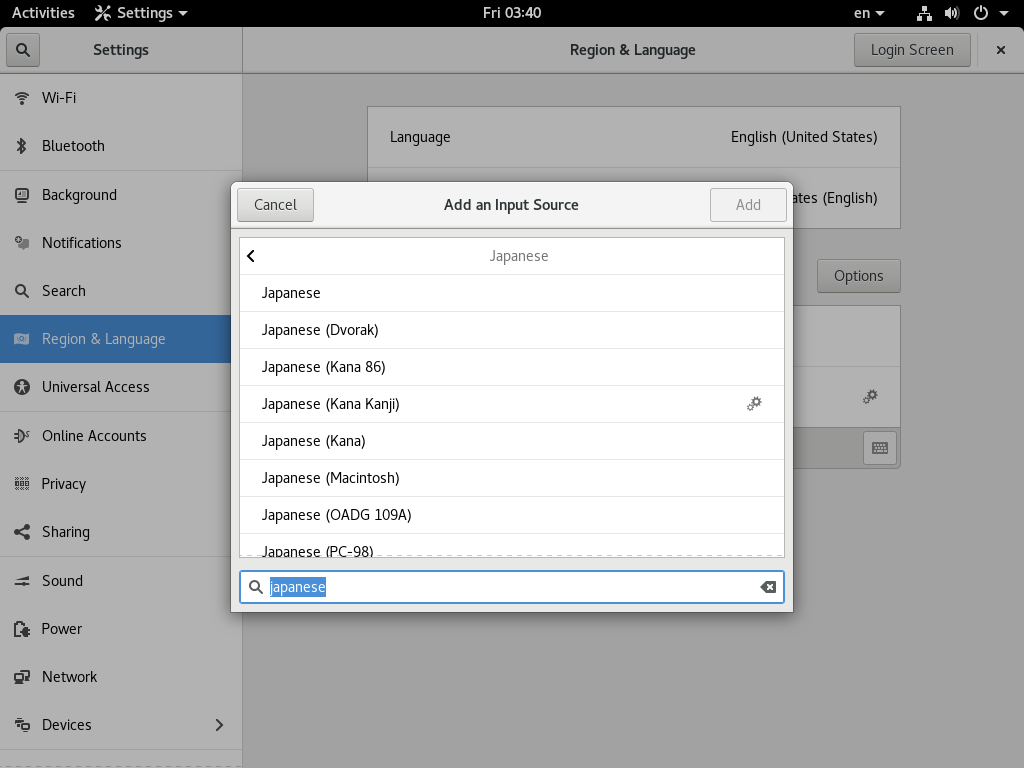 Activities Settings Fri 03:40 en
Settings Region & Language Login Screen
Wi-Fi
Bluetooth
Background
Notifications
Search
Region & Language
Universal Access
Online Accounts
Privacy
Sharing
Sound
Power
Network
Devices
Language English (United States)
(English)
Options
Cancel Add an Input Source Add
Japanese
Japanese
Japanese (Dvorak)
Japanese (Kana 86)
Japanese (Kana Kanji)
Japanese (Kana)
Japanese (Macintosh)
Japanese (OADG 109A)
Japanese (PC-98)
japanese